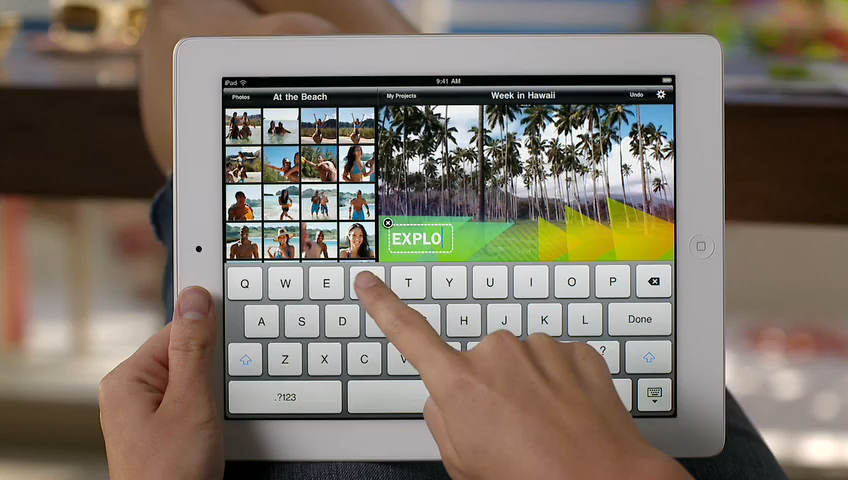 iPad
9:41 AM
Photos
At the Beach
My Projects
Week in Hawaii
Undo
EXPLO
Q W E T Y U I O P
A S D H J K L Done
Z X C V ?
.?123